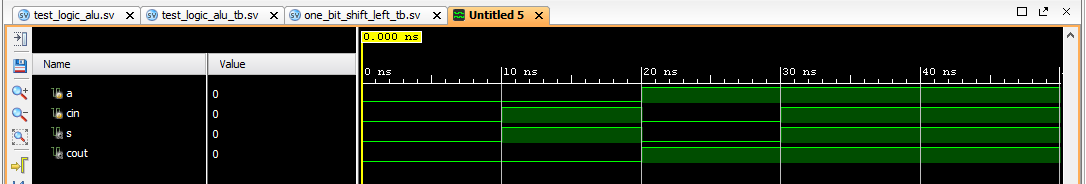 test_logic_alu.sv test_logic_alu_tb.sv one_bit_shift_left_tb.sv Untitled 5
0.000 ns
Name Value
0 ns 10 ns 20 ns 30 ns 40 ns
a 0
cin 0
s 0
cout 0